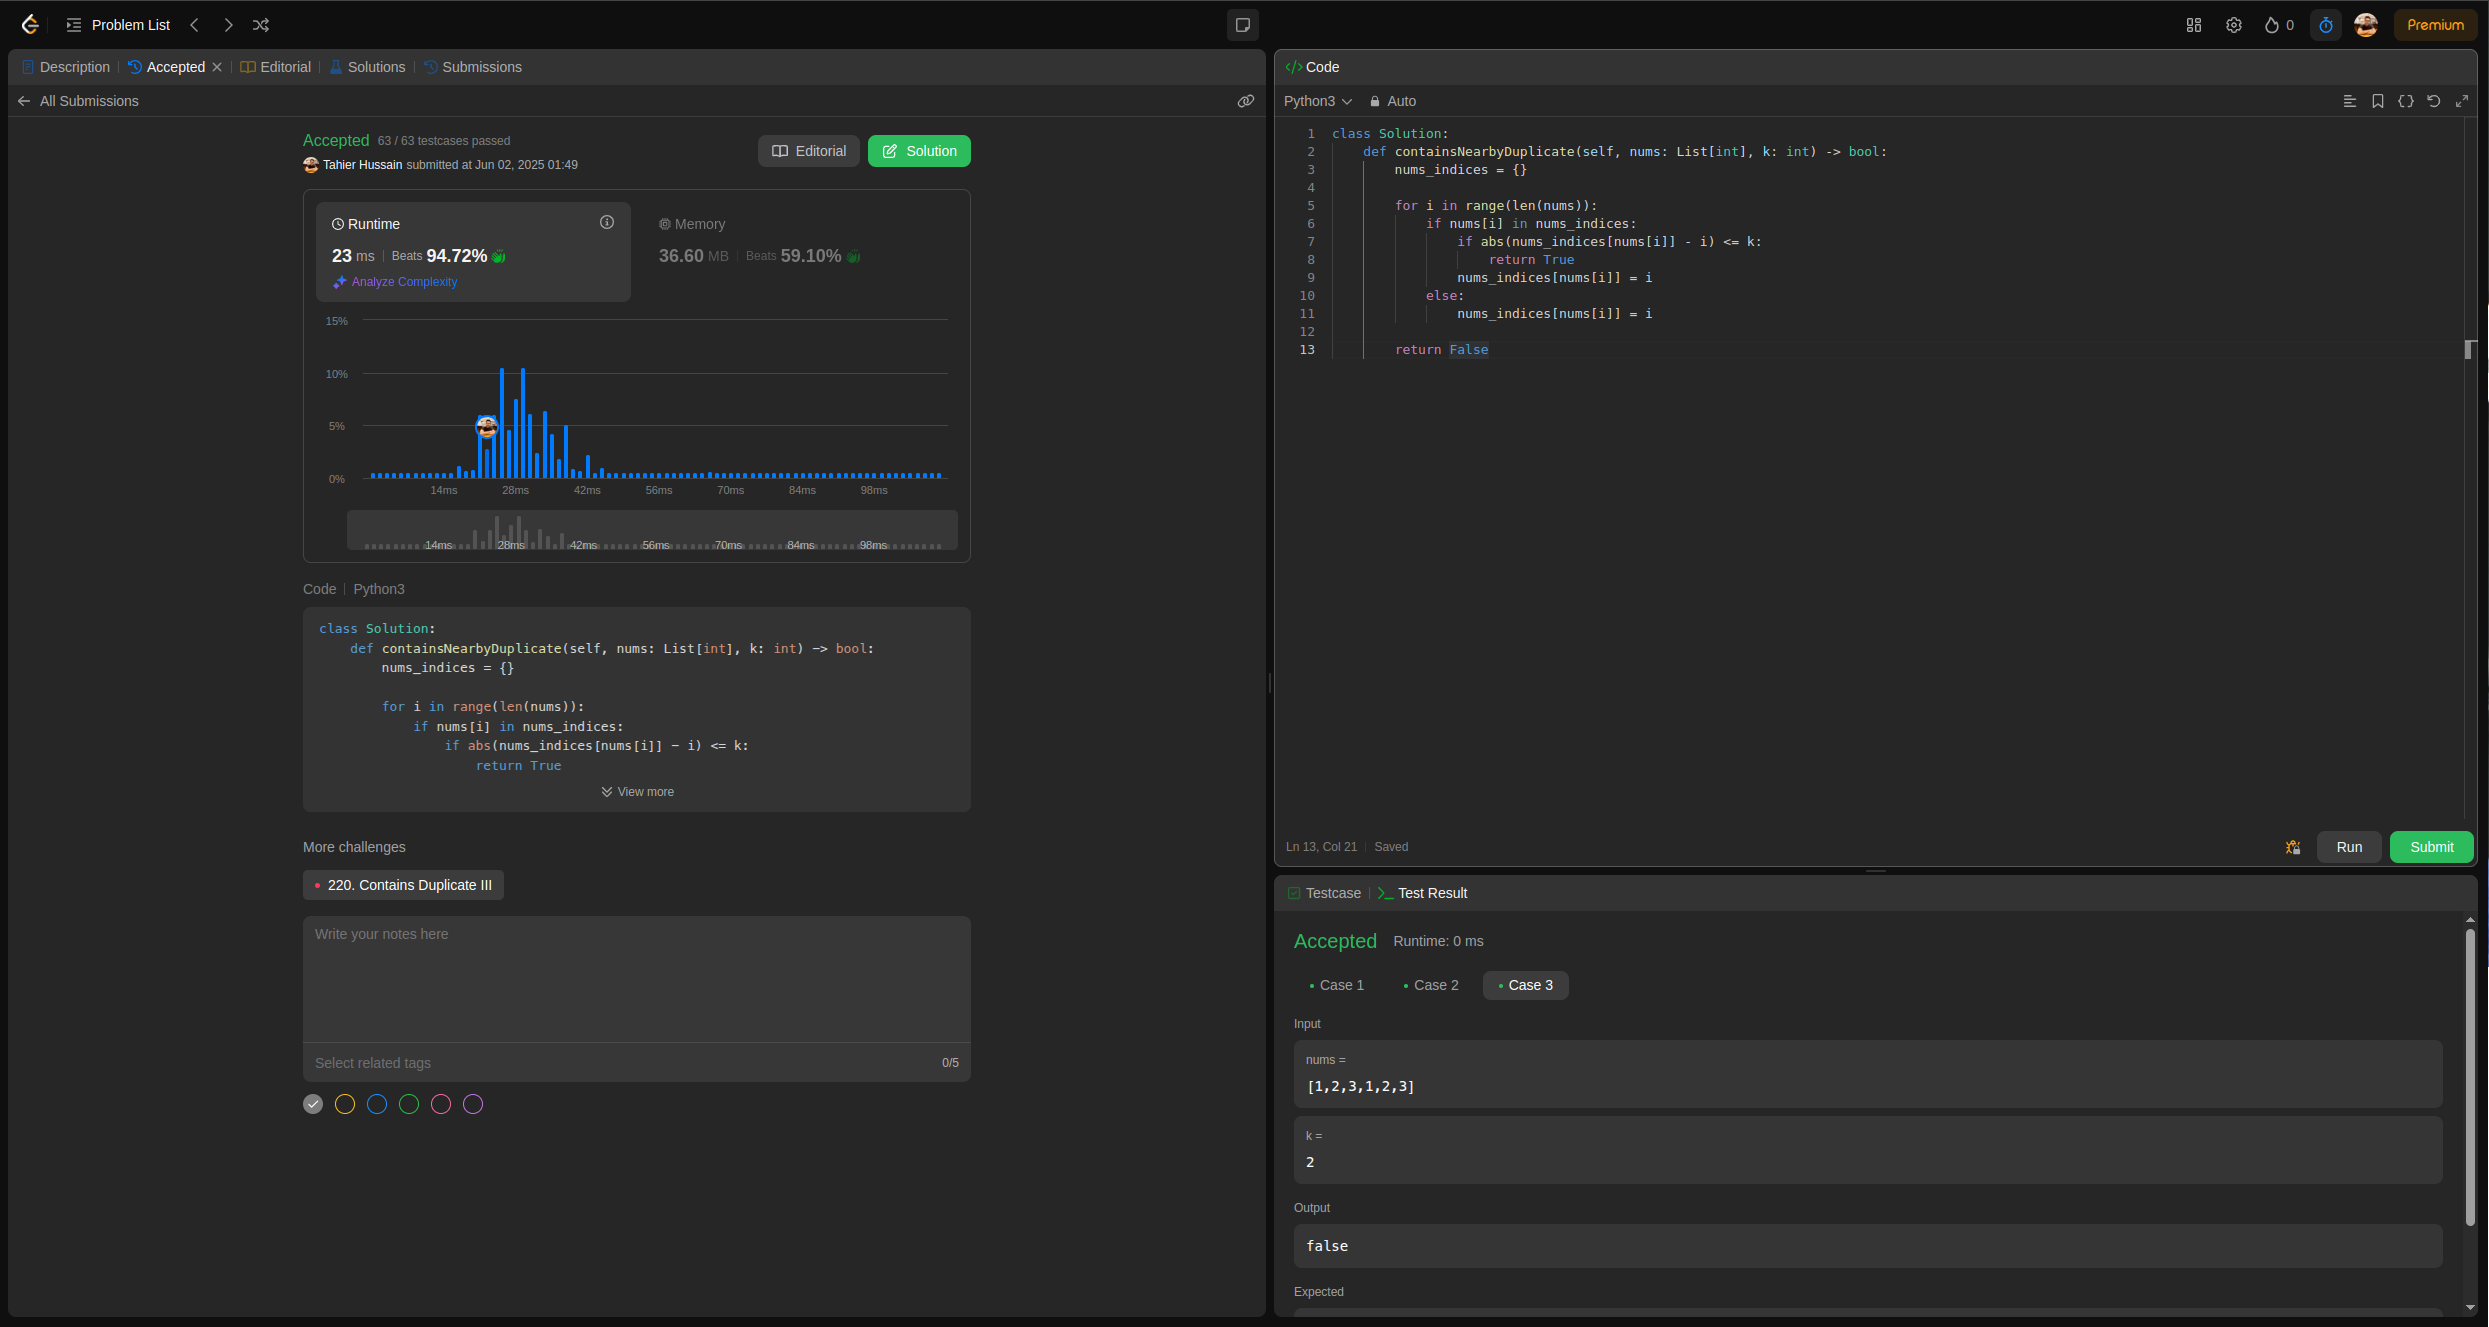 Problem List
0
Premium
Description
Accepted
Editorial
Solutions
Submissions
All Submissions
Accepted 63 / 63 testcases passed
Tahier Hussain submitted at Jun 02, 2025 01:49
Editorial
Solution
Runtime
23 ms | Beats 94.72%
Analyze Complexity
Memory
36.60 MB | Beats 59.10%
15%
10%
5%
0%
14ms 28ms 42ms 56ms 70ms 84ms 98ms
14ms 28ms 42ms 56ms 70ms 84ms 98ms
Code | Python3
class Solution:
    def containsNearbyDuplicate(self, nums: List[int], k: int) -> bool:
        nums_indices = {}
        for i in range(len(nums)):
            if nums[i] in nums_indices:
                if abs(nums_indices[nums[i]] - i) <= k:
                    return True
View more
More challenges
220. Contains Duplicate III
Write your notes here
Select related tags 0/5
</> Code
Python3 Auto
1 class Solution:
2     def containsNearbyDuplicate(self, nums: List[int], k: int) -> bool:
3         nums_indices = {}
4
5         for i in range(len(nums)):
6             if nums[i] in nums_indices:
7                 if abs(nums_indices[nums[i]] - i) <= k:
8                     return True
9                 nums_indices[nums[i]] = i
10             else:
11                 nums_indices[nums[i]] = i
12
13         return False
Ln 13, Col 21 | Saved
Run
Submit
Testcase | >_ Test Result
Accepted Runtime: 0 ms
Case 1
Case 2
Case 3
Input
nums =
[1,2,3,1,2,3]
k =
2
Output
false
Expected